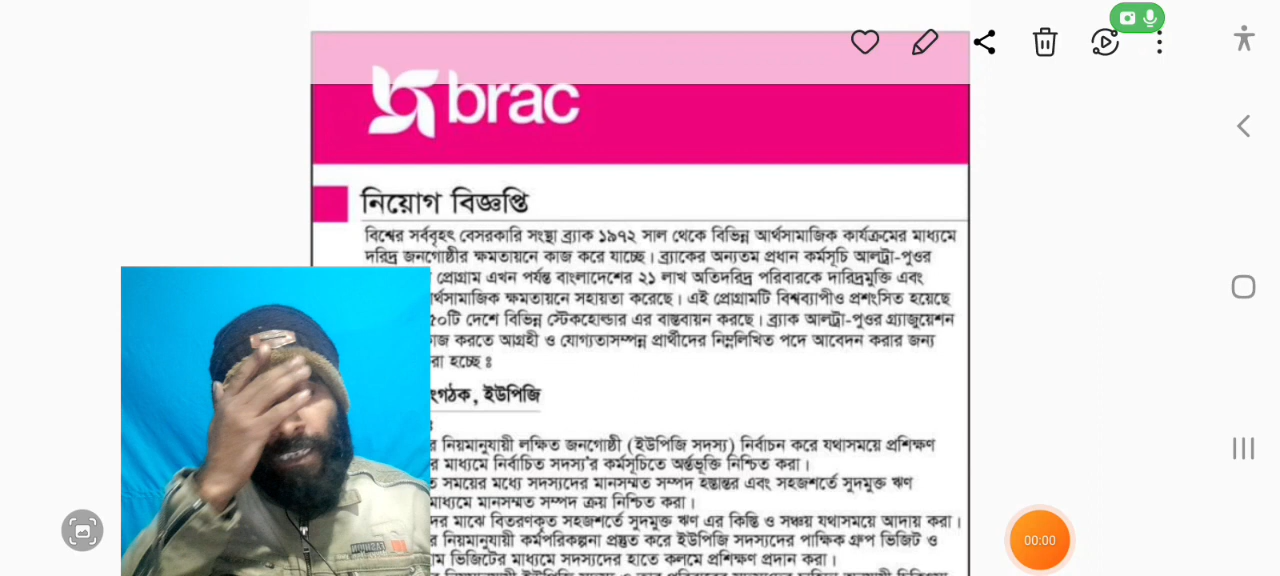 brac
নিয়োগ বিজ্ঞপ্তি
বিশ্বের সর্ববৃহৎ বেসরকারি সংস্থা ব্র্যাক ১৯৭২ সাল থেকে বিভিন্ন আর্থসামাজিক কার্যক্রমের মাধ্যমে
দরিদ্র জনগোষ্ঠীর ক্ষমতায়নে কাজ করে যাচ্ছে। ব্র্যাকের অন্যতম প্রধান কর্মসূচি আলট্রা-পুওর
প্রোগ্রাম এখন পর্যন্ত বাংলাদেশের ২১ লাখ অতিদরিদ্র পরিবারকে দারিদ্রমুক্তি এবং
র্থসামাজিক ক্ষমতায়নে সহায়তা করেছে। এই প্রোগ্রামটি বিশ্বব্যাপীও প্রশংসিত হয়েছে
৫০টি দেশে বিভিন্ন স্টেকহোল্ডার এর বাস্তবায়ন করছে। ব্র্যাক আলট্রা-পুওর গ্র্যাজুয়েশন
জ করতে আগ্রহী ও যোগ্যতাসম্পন্ন প্রার্থীদের নিম্নলিখিত পদে আবেদন করার জন্য
রা হচ্ছে ঃ
ংগঠক, ইউপিজি
র নিয়মানুযায়ী লক্ষিত জনগোষ্ঠী (ইউপিজি সদস্য) নির্বাচন করে যথাসময়ে প্রশিক্ষণ
র মাধ্যমে নির্বাচিত সদস্য'র কর্মসূচিতে অর্ন্তভূক্তি নিশ্চিত করা।
ত সময়ের মধ্যে সদস্যদের মানসম্মত সম্পদ হস্তান্তর এবং সহজশর্তে সুদমুক্ত ঋণ
মাধ্যমে মানসম্মত সম্পদ ক্রয় নিশ্চিত করা।
দের মাঝে বিতরণকৃত সহজশর্তে সুদমুক্ত ঋণ এর কিস্তি ও সঞ্চয় যথাসময়ে আদায় করা।
র নিয়মানুযায়ী কর্মপরিকল্পনা প্রস্তুত করে ইউপিজি সদস্যদের পাক্ষিক গ্রুপ ভিজিট ও
ম ভিজিটের মাধ্যমে সদস্যদের হাতে কলমে প্রশিক্ষণ প্রদান করা।
00:00